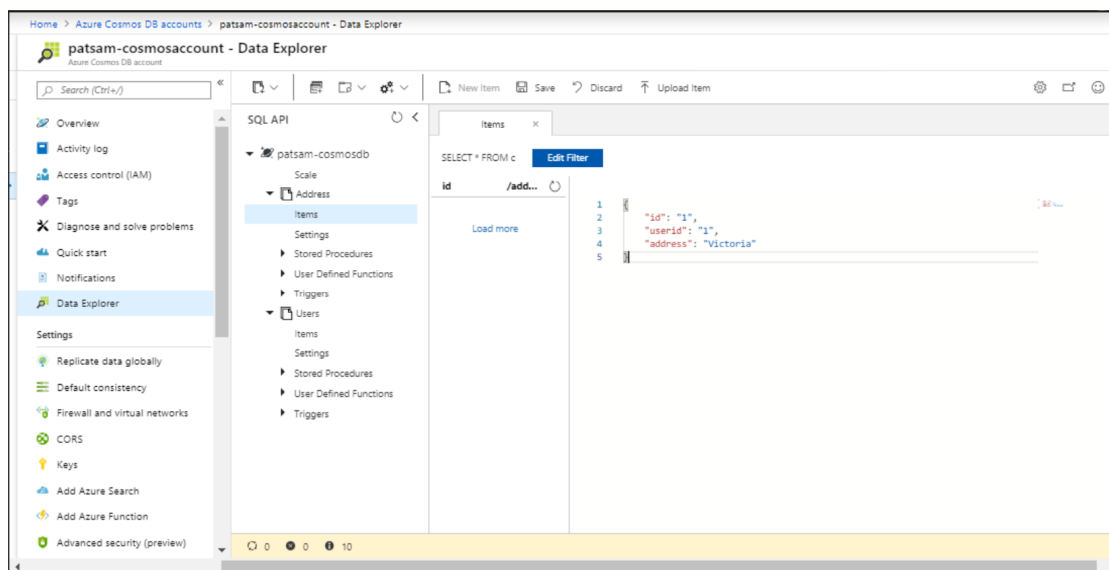 Home > Azure Cosmos DB accounts > patsam-cosmosaccount - Data Explorer
patsam-cosmosaccount - Data Explorer
Azure Cosmos DB account
Search (Ctrl+/)
Overview
Activity log
Access control (IAM)
Tags
Diagnose and solve problems
Quick start
Notifications
Data Explorer
Settings
Replicate data globally
Default consistency
Firewall and virtual networks
CORS
Keys
Add Azure Search
Add Azure Function
Advanced security (preview)
New Item Save Discard Upload Item
SQL API
patsam-cosmosdb
Scale
Address
Items
Settings
Stored Procedures
User Defined Functions
Triggers
Users
Items
Settings
Stored Procedures
User Defined Functions
Triggers
Items ×
SELECT * FROM c Edit Filter
id /add...
Load more
1 {
2 "id": "1",
3 "userid": "1",
4 "address": "Victoria"
5 }
0 0 10